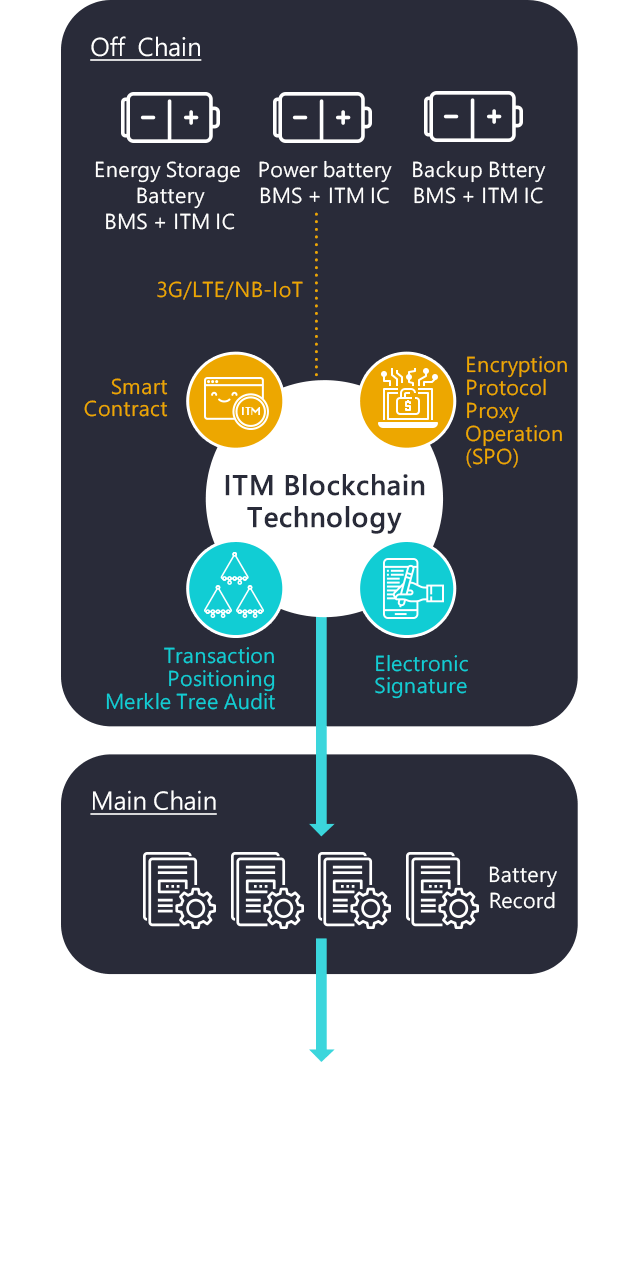 Off Chain
Energy Storage
Battery
BMS + ITM IC
Power battery
BMS + ITM IC
Backup Bttery
BMS + ITM IC
3G/LTE/NB-IoT
Smart
Contract
ITM
Encryption
Protocol
Proxy
Operation
(SPO)
$
ITM Blockchain
Technology
Transaction
Positioning
Merkle Tree Audit
Electronic
Signature
Main Chain
Battery
Record